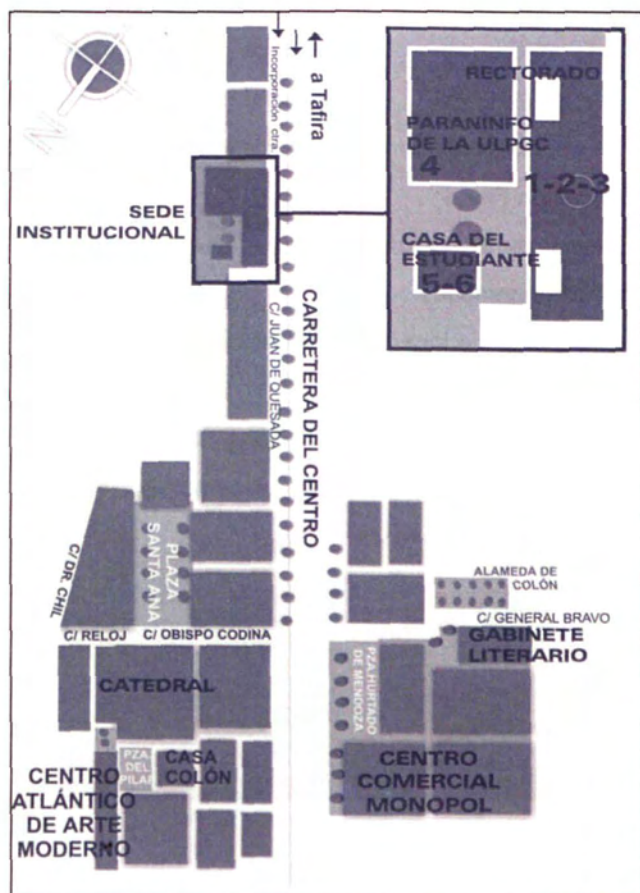 N
Incorporación ctra.
a Tafira
RECTORADO
PARANINFO
DE LA ULPGC
4
1-2-3
CASA DEL
ESTUDIANTE
5-6
SEDE
INSTITUCIONAL
CARRETERA DEL CENTRO
C/ JUAN DE QUESADA
PLAZA
SANTA ANA
C/ DR. CHIL
C/ RELOJ
C/ OBISPO CODINA
ALAMEDA DE
COLÓN
C/ GENERAL BRAVO
GABINETE
LITERARIO
PZA.HURTADO
DE MENDOZA
CATEDRAL
PZA.
DEL
PILAR
CASA
COLÓN
CENTRO
ATLÁNTICO
DE ARTE
MODERNO
CENTRO
COMERCIAL
MONOPOL